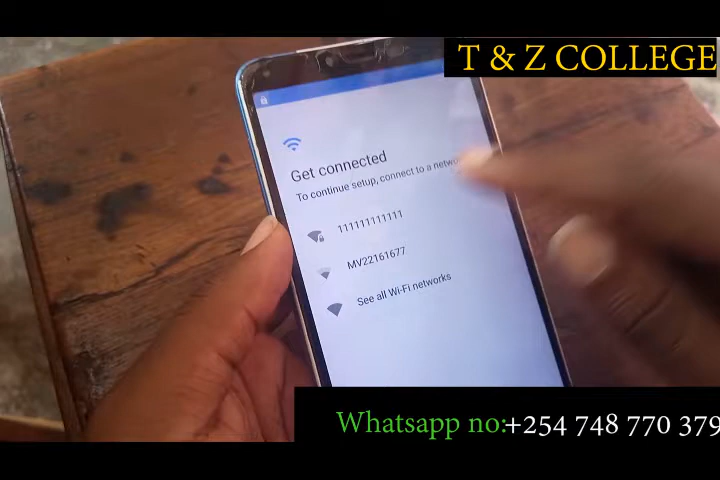 T & Z COLLEGE
Get connected
To continue setup, connect to a
111111111111
MV22161677
See all Wi-Fi networks
Whatsapp no:+254 748 770 379